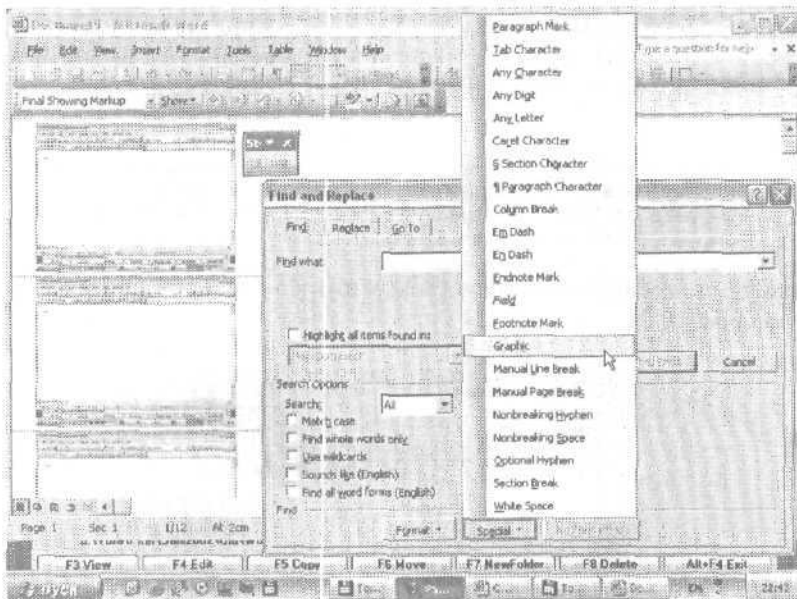 Microsoft Word
File Edit View Insert Format Tools Table Window Help
Type a question for help
Final Showing Markup Show
Find and Replace
Find Replace Go To
Find what
Highlight all items found in:
Cancel
Search Options
Search: All
Match case
Find whole words only
Use wildcards
Sounds like (English)
Find all word forms (English)
Find
Format Special
Paragraph Mark
Tab Character
Any Character
Any Digit
Any Letter
Caret Character
§ Section Character
¶ Paragraph Character
Column Break
Em Dash
En Dash
Endnote Mark
Field
Footnote Mark
Graphic
Manual Line Break
Manual Page Break
Nonbreaking Hyphen
Nonbreaking Space
Optional Hyphen
Section Break
White Space
Page 1 Sec 1 1/12 At 2cm
F3 View F4 Edit F5 Copy F6 Move F7 NewFolder F8 Delete Alt+F4 Exit
EN 22:42